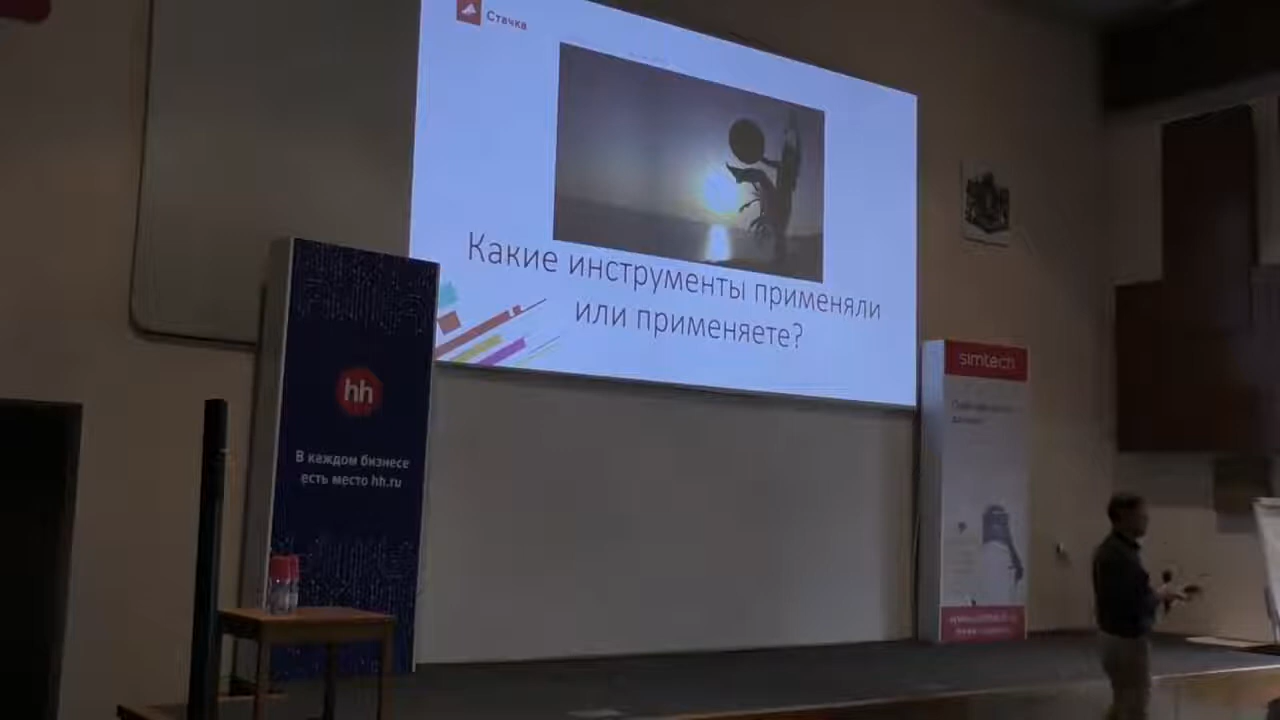 Стачка
Какие инструменты применяли
или применяете?
hh
В каждом бизнесе
есть место hh.ru
simtech